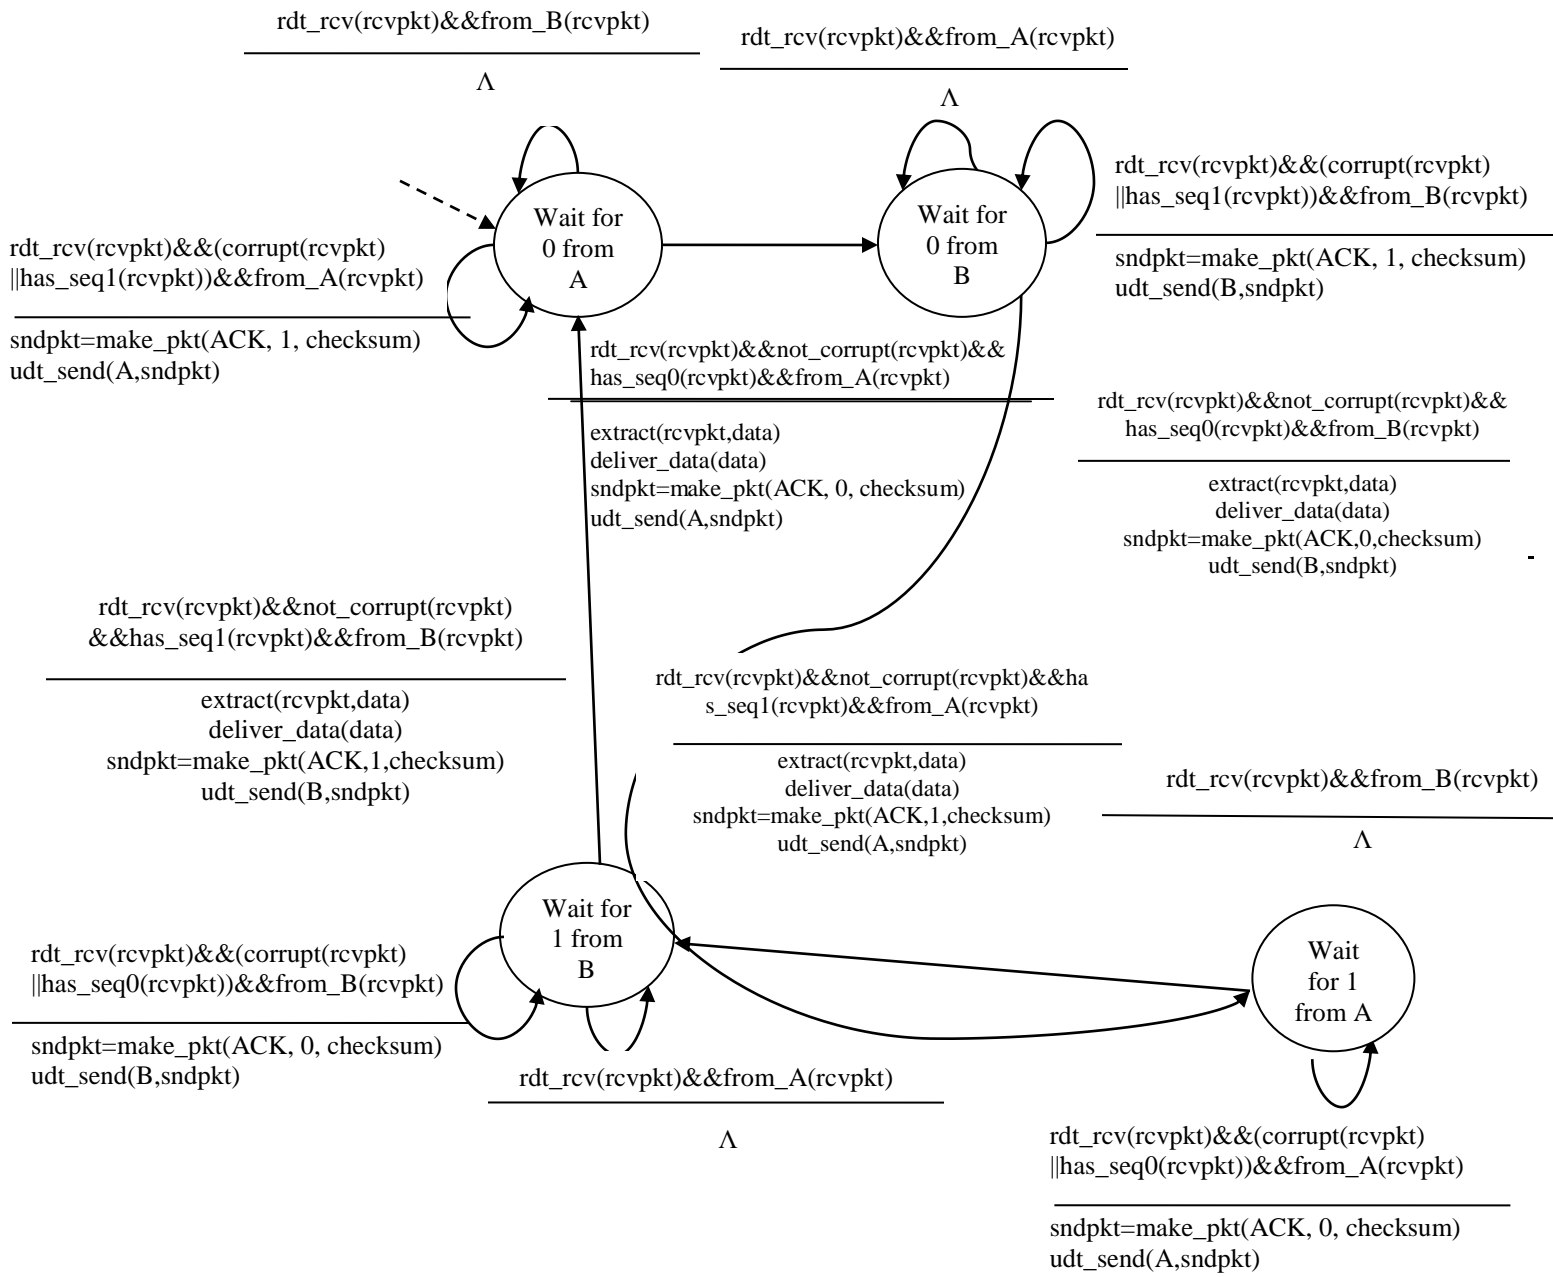 rdt_rcv(rcvpkt)&&from_B(rcvpkt)
Λ
rdt_rcv(rcvpkt)&&from_A(rcvpkt)
Λ
rdt_rcv(rcvpkt)&&(corrupt(rcvpkt)
||has_seq1(rcvpkt))&&from_B(rcvpkt)
sndpkt=make_pkt(ACK, 1, checksum)
udt_send(B,sndpkt)
Wait for
0 from
A
Wait for
0 from
B
rdt_rcv(rcvpkt)&&(corrupt(rcvpkt)
||has_seq1(rcvpkt))&&from_A(rcvpkt)
sndpkt=make_pkt(ACK, 1, checksum)
udt_send(A,sndpkt)
rdt_rcv(rcvpkt)&&not_corrupt(rcvpkt)&&
has_seq0(rcvpkt)&&from_A(rcvpkt)
extract(rcvpkt,data)
deliver_data(data)
sndpkt=make_pkt(ACK, 0, checksum)
udt_send(A,sndpkt)
rdt_rcv(rcvpkt)&&not_corrupt(rcvpkt)&&
has_seq0(rcvpkt)&&from_B(rcvpkt)
extract(rcvpkt,data)
deliver_data(data)
sndpkt=make_pkt(ACK,0,checksum)
udt_send(B,sndpkt)
rdt_rcv(rcvpkt)&&not_corrupt(rcvpkt)
&&has_seq1(rcvpkt)&&from_B(rcvpkt)
extract(rcvpkt,data)
deliver_data(data)
sndpkt=make_pkt(ACK,1,checksum)
udt_send(B,sndpkt)
rdt_rcv(rcvpkt)&&not_corrupt(rcvpkt)&&ha
s_seq1(rcvpkt)&&from_A(rcvpkt)
extract(rcvpkt,data)
deliver_data(data)
sndpkt=make_pkt(ACK,1,checksum)
udt_send(A,sndpkt)
rdt_rcv(rcvpkt)&&from_B(rcvpkt)
Λ
Wait for
1 from
B
Wait
for 1
from A
rdt_rcv(rcvpkt)&&(corrupt(rcvpkt)
||has_seq0(rcvpkt))&&from_B(rcvpkt)
sndpkt=make_pkt(ACK, 0, checksum)
udt_send(B,sndpkt)
rdt_rcv(rcvpkt)&&from_A(rcvpkt)
Λ
rdt_rcv(rcvpkt)&&(corrupt(rcvpkt)
||has_seq0(rcvpkt))&&from_A(rcvpkt)
sndpkt=make_pkt(ACK, 0, checksum)
udt_send(A,sndpkt)